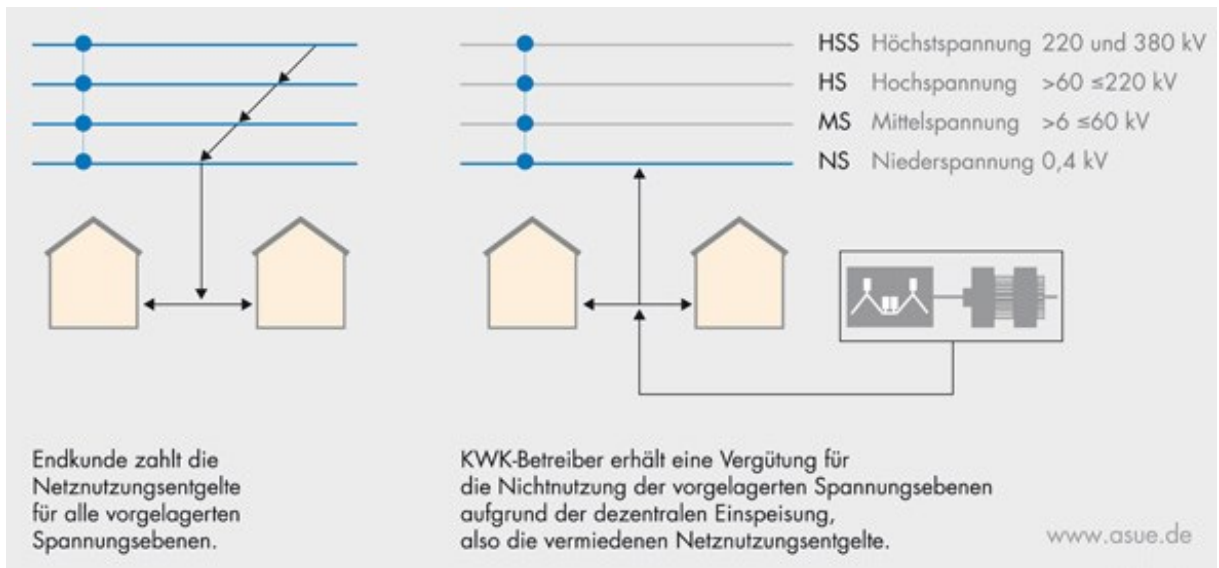 HSS Höchstspannung 220 und 380 kV
HS Hochspannung >60 ≤220 kV
MS Mittelspannung >6 ≤60 kV
NS Niederspannung 0,4 kV
Endkunde zahlt die
Netznutzungsentgelte
für alle vorgelagerten
Spannungsebenen.
KWK-Betreiber erhält eine Vergütung für
die Nichtnutzung der vorgelagerten Spannungsebenen
aufgrund der dezentralen Einspeisung,
also die vermiedenen Netznutzungsentgelte.
www.asue.de